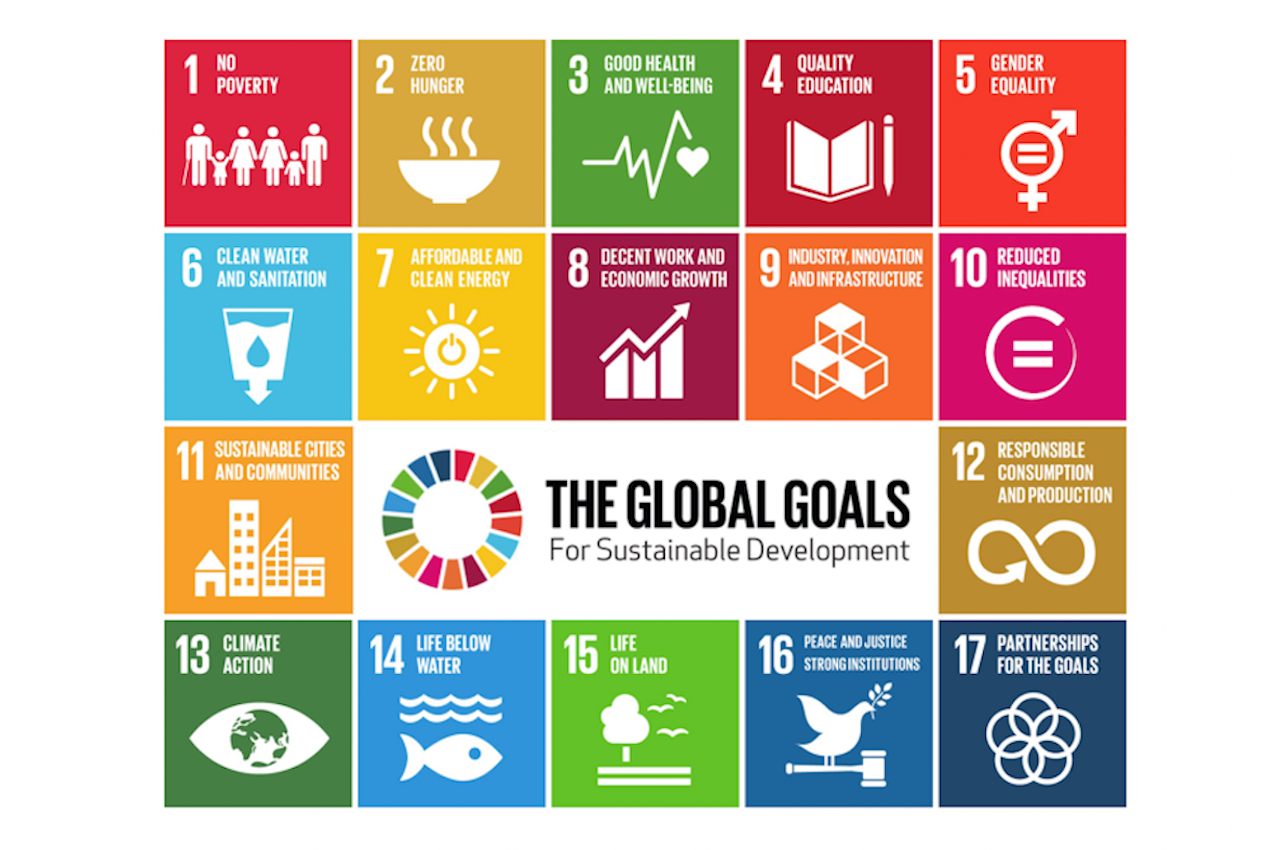 1 NO
POVERTY
2 ZERO
HUNGER
3 GOOD HEALTH
AND WELL-BEING
4 QUALITY
EDUCATION
5 GENDER
EQUALITY
6 CLEAN WATER
AND SANITATION
7 AFFORDABLE AND
CLEAN ENERGY
8 DECENT WORK AND
ECONOMIC GROWTH
9 INDUSTRY, INNOVATION
AND INFRASTRUCTURE
10 REDUCED
INEQUALITIES
11 SUSTAINABLE CITIES
AND COMMUNITIES
THE GLOBAL GOALS
For Sustainable Development
12 RESPONSIBLE
CONSUMPTION
AND PRODUCTION
13 CLIMATE
ACTION
14 LIFE BELOW
WATER
15 LIFE
ON LAND
16 PEACE AND JUSTICE
STRONG INSTITUTIONS
17 PARTNERSHIPS
FOR THE GOALS